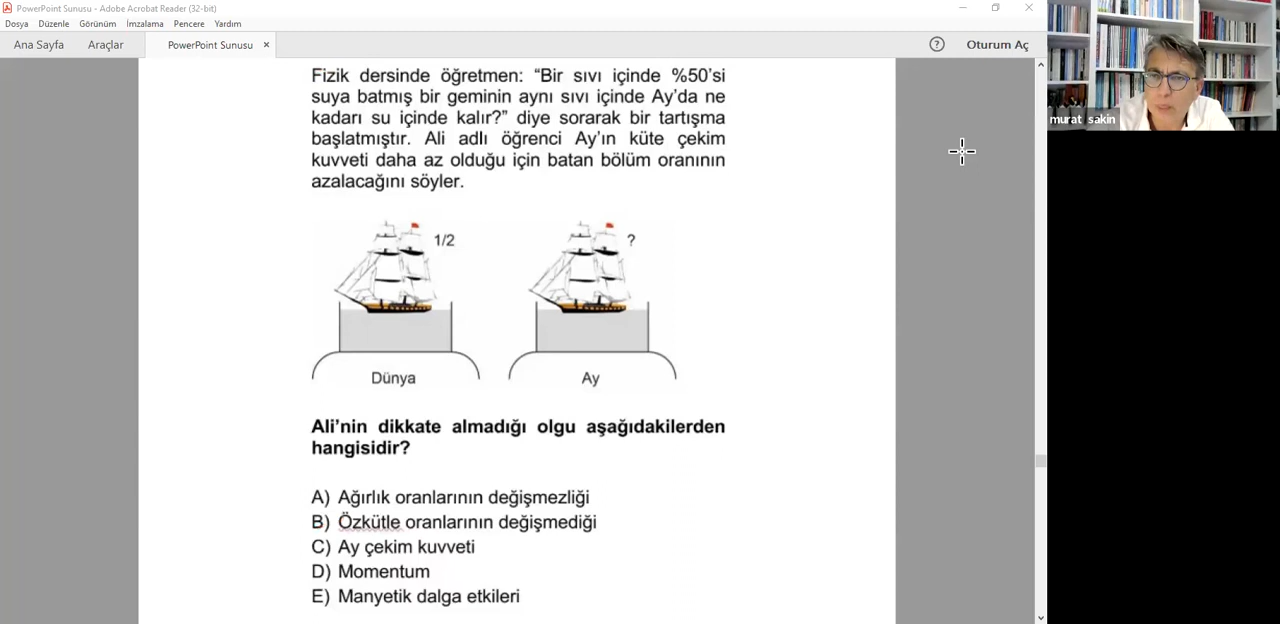 PowerPoint Sunusu - Adobe Acrobat Reader (32-bit)
Dosya Düzenle Görünüm İmzalama Pencere Yardım
Ana Sayfa Araçlar PowerPoint Sunusu × ? Oturum Aç
Fizik dersinde öğretmen: “Bir sıvı içinde %50’si
suya batmış bir geminin aynı sıvı içinde Ay’da ne
kadarı su içinde kalır?” diye sorarak bir tartışma
başlatmıştır. Ali adlı öğrenci Ay’ın küte çekim
kuvveti daha az olduğu için batan bölüm oranının
azalacağını söyler.
murat sakin
1/2 ?
Dünya Ay
Ali’nin dikkate almadığı olgu aşağıdakilerden
hangisidir?
A) Ağırlık oranlarının değişmezliği
B) Özkütle oranlarının değişmediği
C) Ay çekim kuvveti
D) Momentum
E) Manyetik dalga etkileri